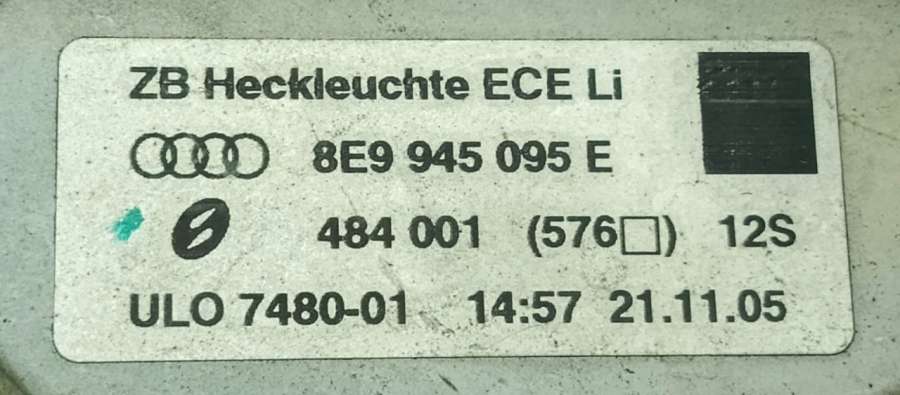 ZB Heckleuchte ECE Li
8E9 945 095 E
484 001 (576□) 12S
ULO 7480-01 14:57 21.11.05